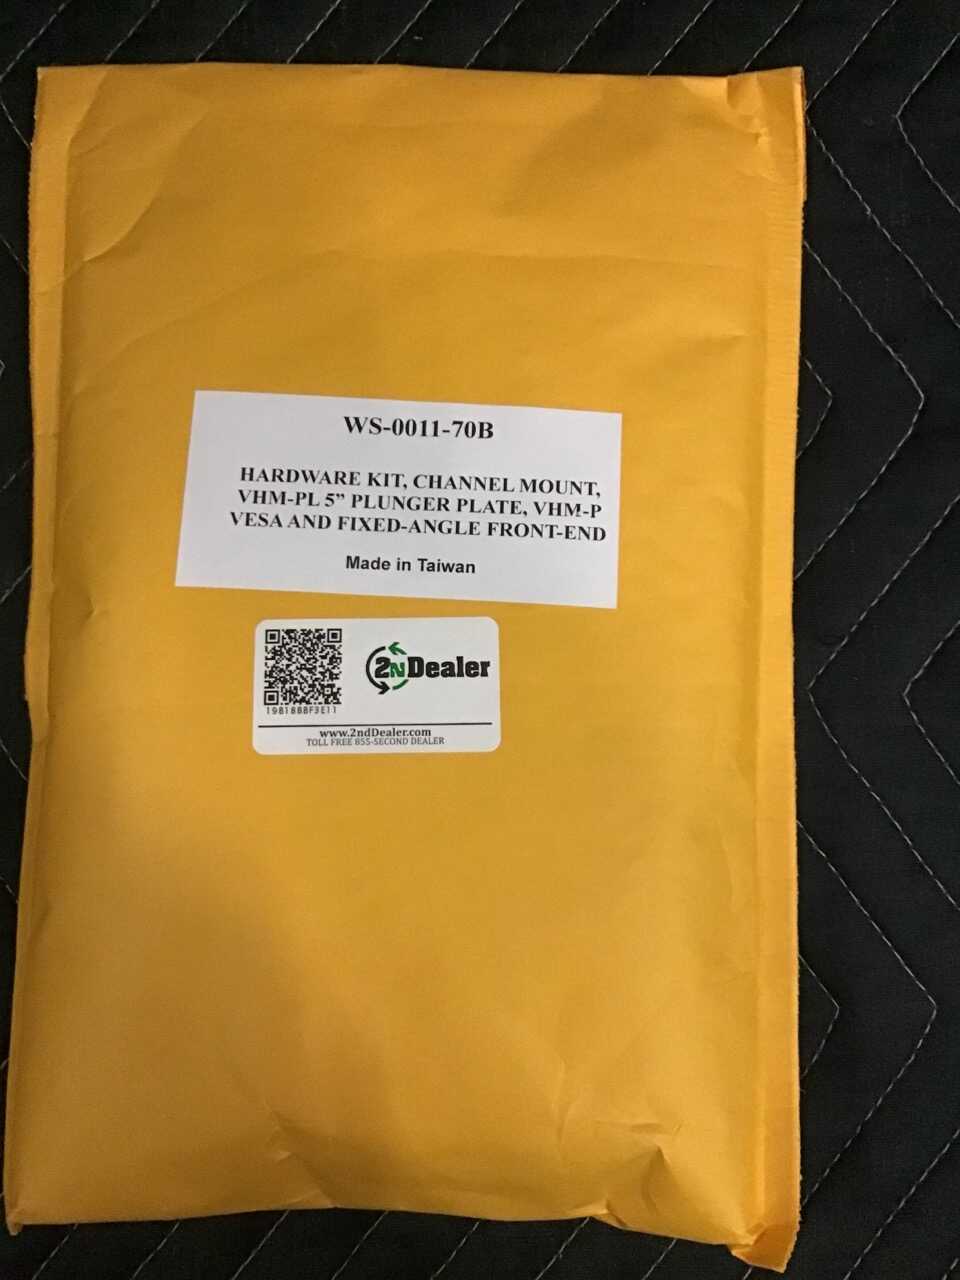 WS-0011-70B
HARDWARE KIT, CHANNEL MOUNT,
VHM-PL 5” PLUNGER PLATE, VHM-P
VESA AND FIXED-ANGLE FRONT-END
Made in Taiwan
2NDealer
19B18BBF3E11
www.2ndDealer.com
TOLL FREE 855-SECOND DEALER